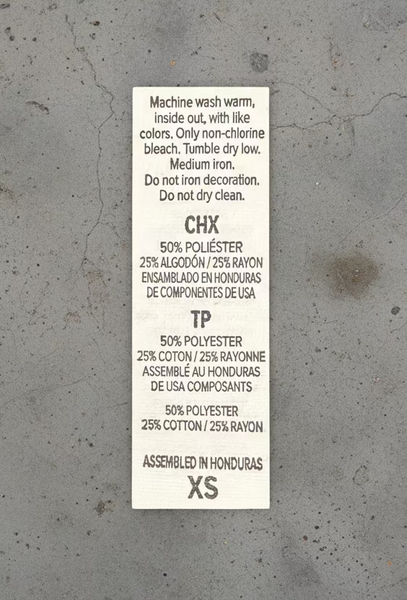 Machine wash warm,
inside out, with like
colors. Only non-chlorine
bleach. Tumble dry low.
Medium iron.
Do not iron decoration.
Do not dry clean.
CHX
50% POLIÉSTER
25% ALGODÓN / 25% RAYON
ENSAMBLADO EN HONDURAS
DE COMPONENTES DE USA
TP
50% POLYESTER
25% COTON / 25% RAYONNE
ASSEMBLÉ AU HONDURAS
DE USA COMPOSANTS
50% POLYESTER
25% COTTON / 25% RAYON
ASSEMBLED IN HONDURAS
XS